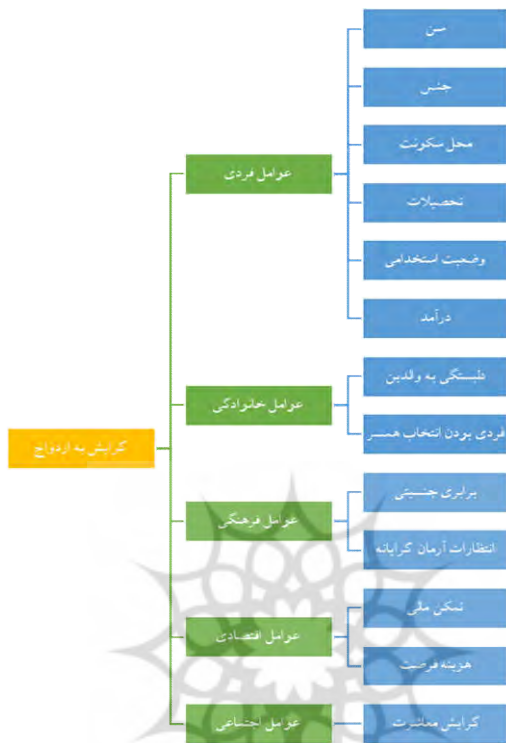 گرایش به ازدواج
عوامل فردی
سن
جنس
محل سکونت
تحصیلات
وضعیت استخدامی
درآمد
عوامل خانوادگی
دلبستگی به والدین
فردی بودن انتخاب همسر
عوامل فرهنگی
برابری جنسیتی
انتظارات آرمان گرایانه
عوامل اقتصادی
تمکن مالی
هزینه فرصت
عوامل اجتماعی
گرایش معاشرت